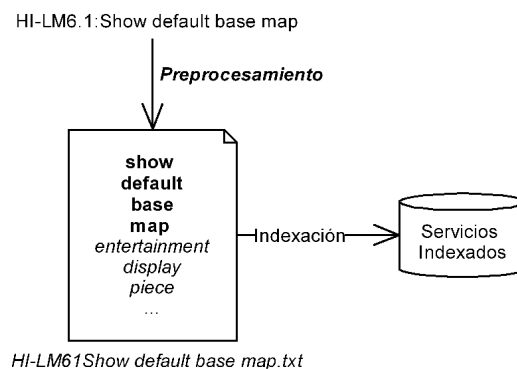 HI-LM6.1:Show default base map
Preprocesamiento
show
default
base
map
entertainment
display
piece
...
Indexación
Servicios
Indexados
HI-LM61Show default base map.txt